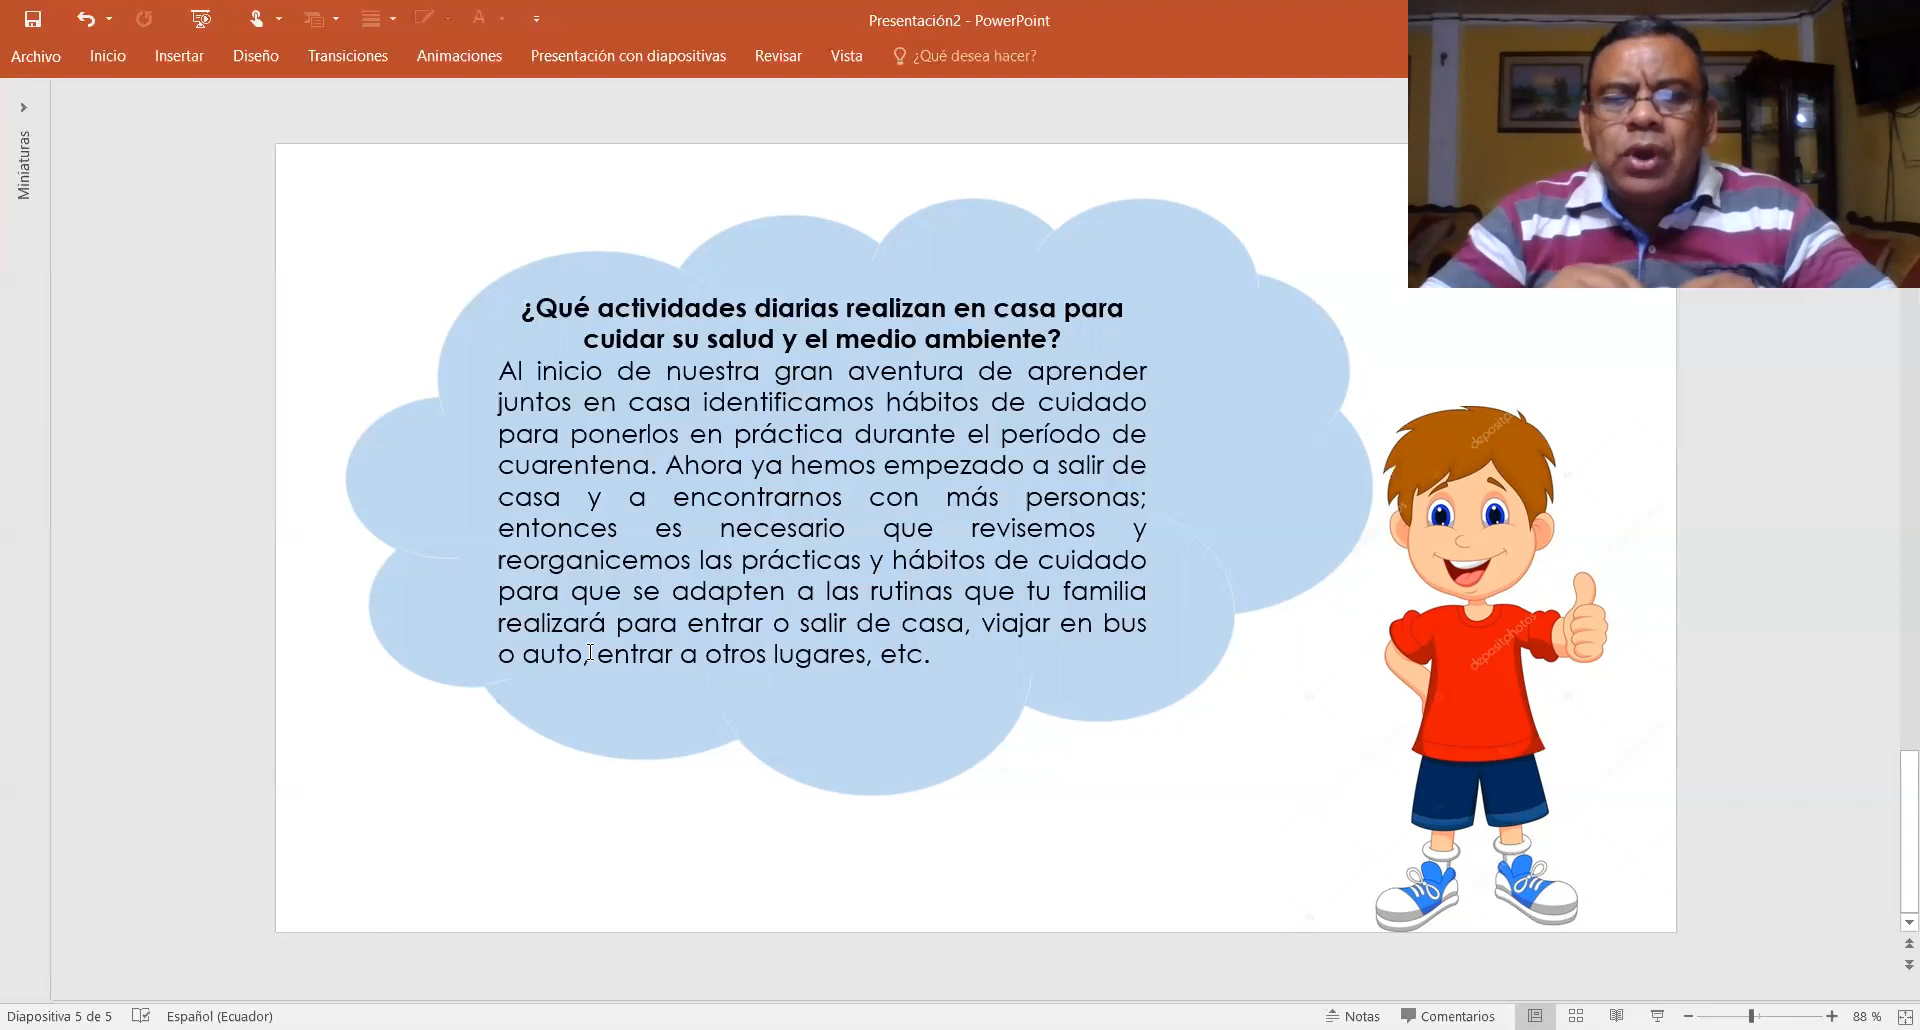 Presentación2 - PowerPoint
Archivo Inicio Insertar Diseño Transiciones Animaciones Presentación con diapositivas Revisar Vista ¿Qué desea hacer?
Miniaturas
¿Qué actividades diarias realizan en casa para
cuidar su salud y el medio ambiente?
Al inicio de nuestra gran aventura de aprender
juntos en casa identificamos hábitos de cuidado
para ponerlos en práctica durante el período de
cuarentena. Ahora ya hemos empezado a salir de
casa y a encontrarnos con más personas;
entonces es necesario que revisemos y
reorganicemos las prácticas y hábitos de cuidado
para que se adapten a las rutinas que tu familia
realizará para entrar o salir de casa, viajar en bus
o auto, entrar a otros lugares, etc.
depositphotos
depositphotos
Diapositiva 5 de 5 Español (Ecuador) Notas Comentarios 88 %